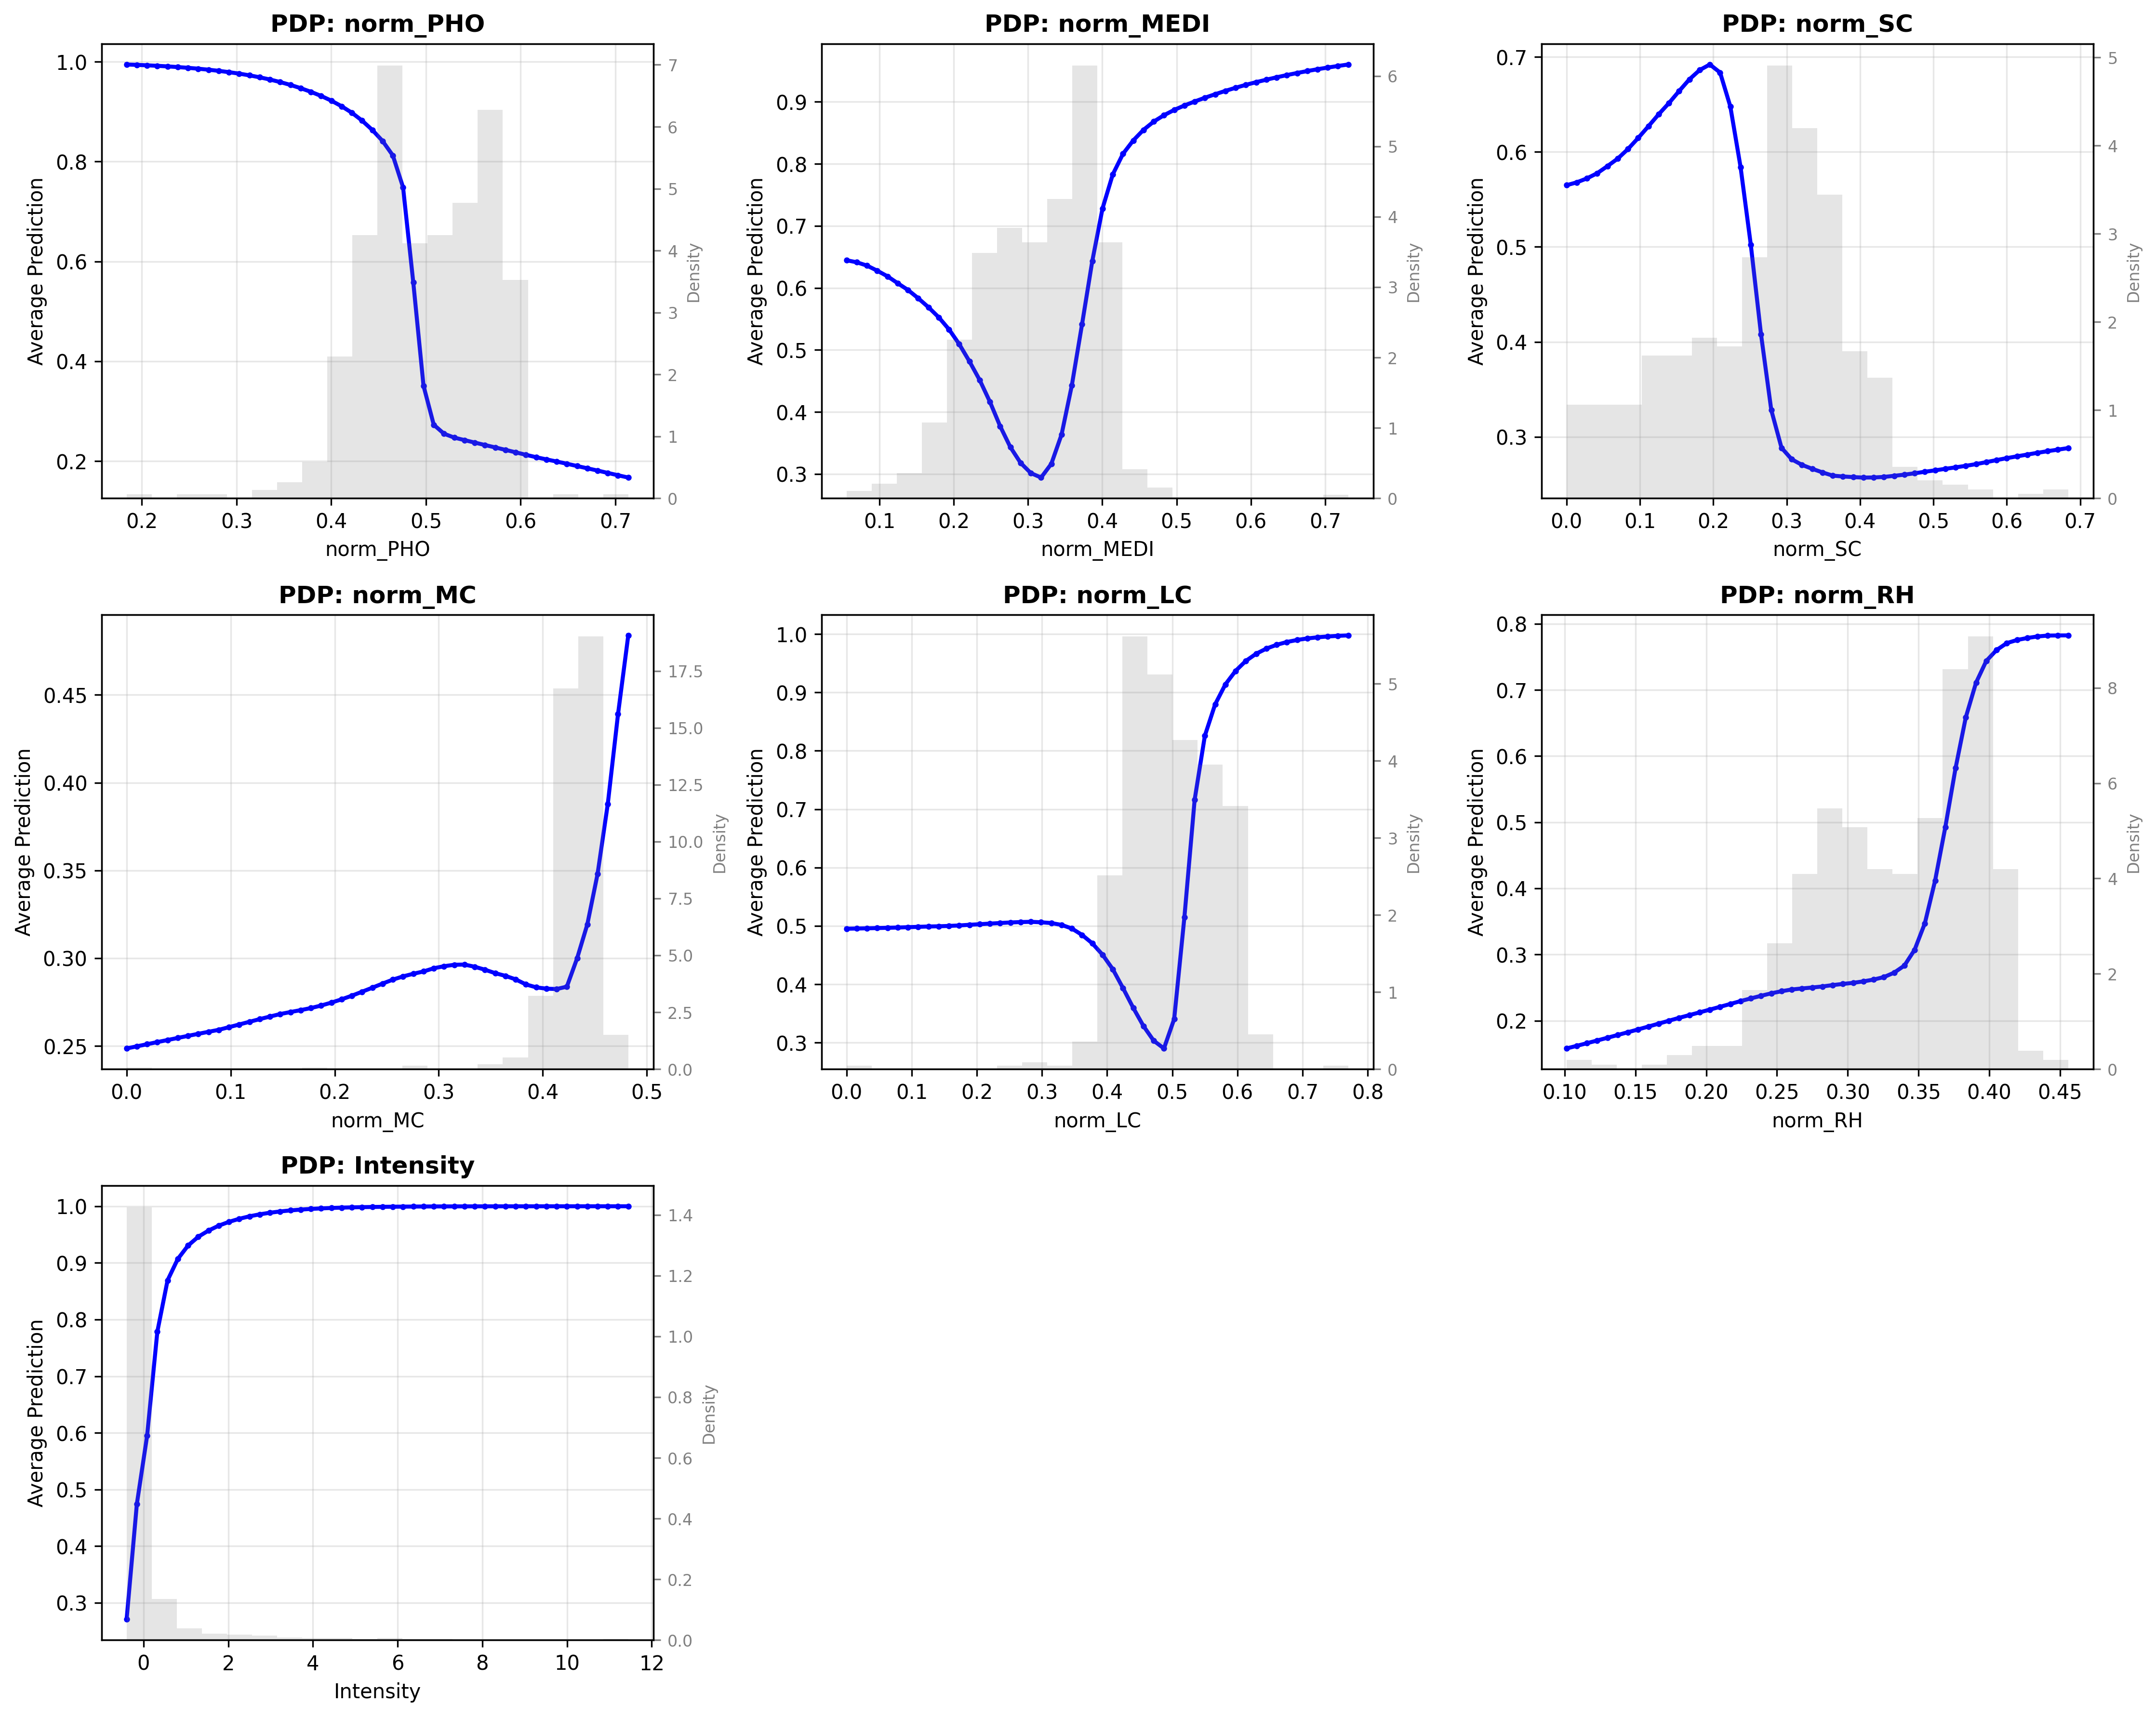 PDP: norm_PHO
1.0
0.8
0.6
0.4
0.2
Average Prediction
7
6
5
4
3
2
1
0
Density
0.2 0.3 0.4 0.5 0.6 0.7
norm_PHO
PDP: norm_MEDI
0.9
0.8
0.7
0.6
0.5
0.4
0.3
Average Prediction
6
5
4
3
2
1
0
Density
0.1 0.2 0.3 0.4 0.5 0.6 0.7
norm_MEDI
PDP: norm_SC
0.7
0.6
0.5
0.4
0.3
Average Prediction
5
4
3
2
1
0
Density
0.0 0.1 0.2 0.3 0.4 0.5 0.6 0.7
norm_SC
PDP: norm_MC
0.45
0.40
0.35
0.30
0.25
Average Prediction
17.5
15.0
12.5
10.0
7.5
5.0
2.5
0.0
Density
0.0 0.1 0.2 0.3 0.4 0.5
norm_MC
PDP: norm_LC
1.0
0.9
0.8
0.7
0.6
0.5
0.4
0.3
Average Prediction
5
4
3
2
1
0
Density
0.0 0.1 0.2 0.3 0.4 0.5 0.6 0.7 0.8
norm_LC
PDP: norm_RH
0.8
0.7
0.6
0.5
0.4
0.3
0.2
Average Prediction
8
6
4
2
0
Density
0.10 0.15 0.20 0.25 0.30 0.35 0.40 0.45
norm_RH
PDP: Intensity
1.0
0.9
0.8
0.7
0.6
0.5
0.4
0.3
Average Prediction
1.4
1.2
1.0
0.8
0.6
0.4
0.2
0.0
Density
0 2 4 6 8 10 12
Intensity